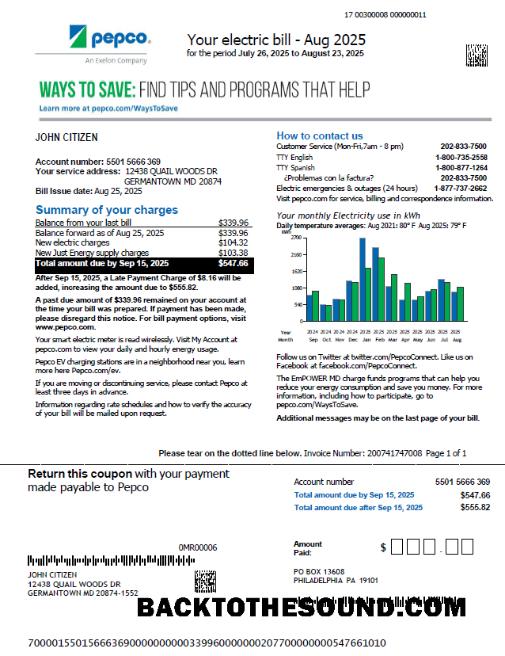 17 00300008 000000011
pepco.
An Exelon Company
Your electric bill - Aug 2025
for the period July 26, 2025 to August 23, 2025
WAYS TO SAVE: FIND TIPS AND PROGRAMS THAT HELP
Learn more at pepco.com/WaysToSave
JOHN CITIZEN
Account number: 5501 5666 369
Your service address: 12438 QUAIL WOODS DR
GERMANTOWN MD 20874
Bill Issue date: Aug 25, 2025
Summary of your charges
Balance from your last bill $339.96
Balance forward as of Aug 25, 2025 $339.96
New electric charges $104.32
New Just Energy supply charges $103.38
Total amount due by Sep 15, 2025 $547.66
After Sep 15, 2025, a Late Payment Charge of $8.16 will be
added, increasing the amount due to $555.82.
A past due amount of $339.96 remained on your account at
the time your bill was prepared. If payment has been made,
please disregard this notice. For bill payment options, visit
www.pepco.com.
Your smart electric meter is read wirelessly. Visit My Account at
pepco.com to view your daily and hourly energy usage.
Pepco EV charging stations are in a neighborhood near you, learn
more here Pepco.com/ev.
If you are moving or discontinuing service, please contact Pepco at
least three days in advance.
Information regarding rate schedules and how to verify the accuracy
of your bill will be mailed upon request.
How to contact us
Customer Service (Mon-Fri,7am - 8 pm) 202-833-7500
TTY English 1-800-735-2558
TTY Spanish 1-800-877-1264
¿Problemas con la factura? 202-833-7500
Electric emergencies & outages (24 hours) 1-877-737-2662
Visit pepco.com for service, billing and correspondence information.
Your monthly Electricity use in kWh
Daily temperature averages: Aug 2021: 80° F Aug 2025: 79° F
kWh
2700
2160
1620
1080
540
0
Year 2024 2024 2024 2024 2025 2025 2025 2025 2025 2025 2025 2025
Month Sep Oct Nov Dec Jan Feb Mar Apr May Jun Jul Aug
Follow us on Twitter at twitter.com/PepcoConnect. Like us on
Facebook at facebook.com/PepcoConnect.
The EmPOWER MD charge funds programs that can help you
reduce your energy consumption and save you money. For more
information, including how to participate, go to
pepco.com/WaysToSave.
Additional messages may be on the last page of your bill.
Please tear on the dotted line below. Invoice Number: 200741747008 Page 1 of 1
Return this coupon with your payment
made payable to Pepco
Account number 5501 5666 369
Total amount due by Sep 15, 2025 $547.66
Total amount due after Sep 15, 2025 $555.82
0MR00006
Amount
Paid: $ .
JOHN CITIZEN
12438 QUAIL WOODS DR
GERMANTOWN MD 20874-1552
PO BOX 13608
PHILADELPHIA PA 19101
BACKTOTHESOUND.COM